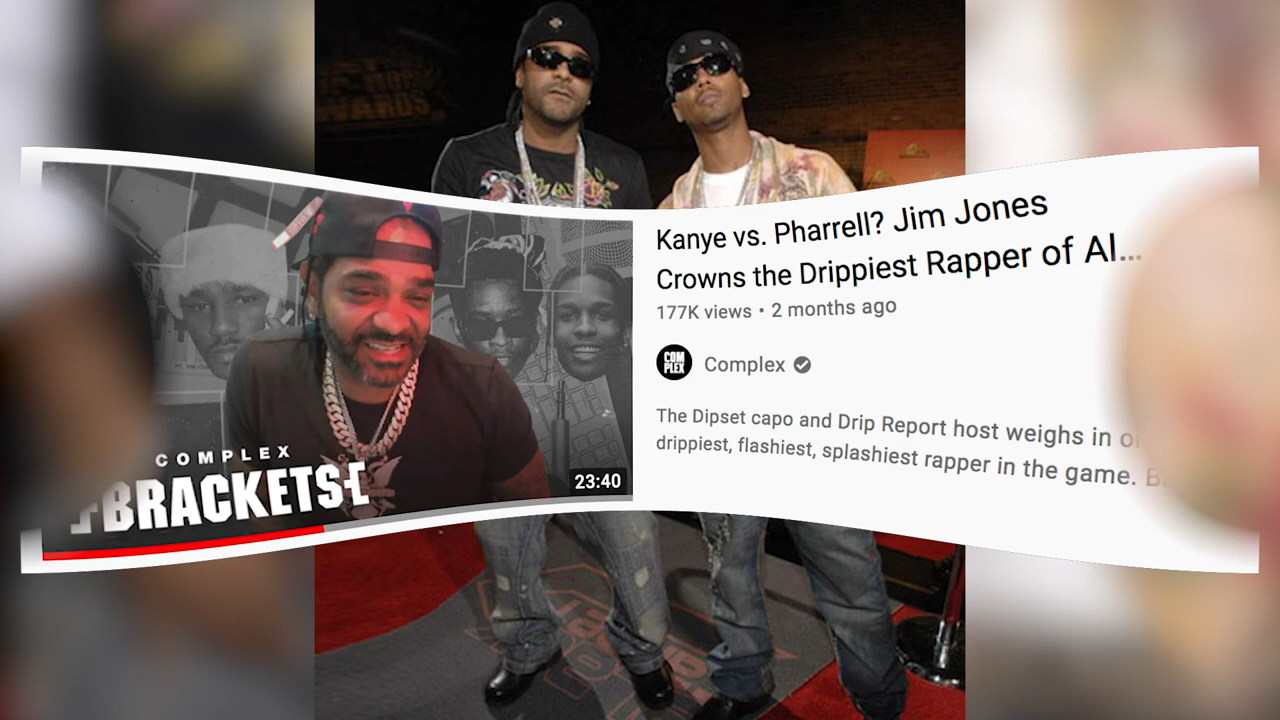 AWARDS
Kanye vs. Pharrell? Jim Jones
Crowns the Drippiest Rapper of Al...
177K views • 2 months ago
COM
PLEX
Complex
The Dipset capo and Drip Report host weighs in
drippiest, flashiest, splashiest rapper in the game.
COMPLEX
BRACKETS
23:40